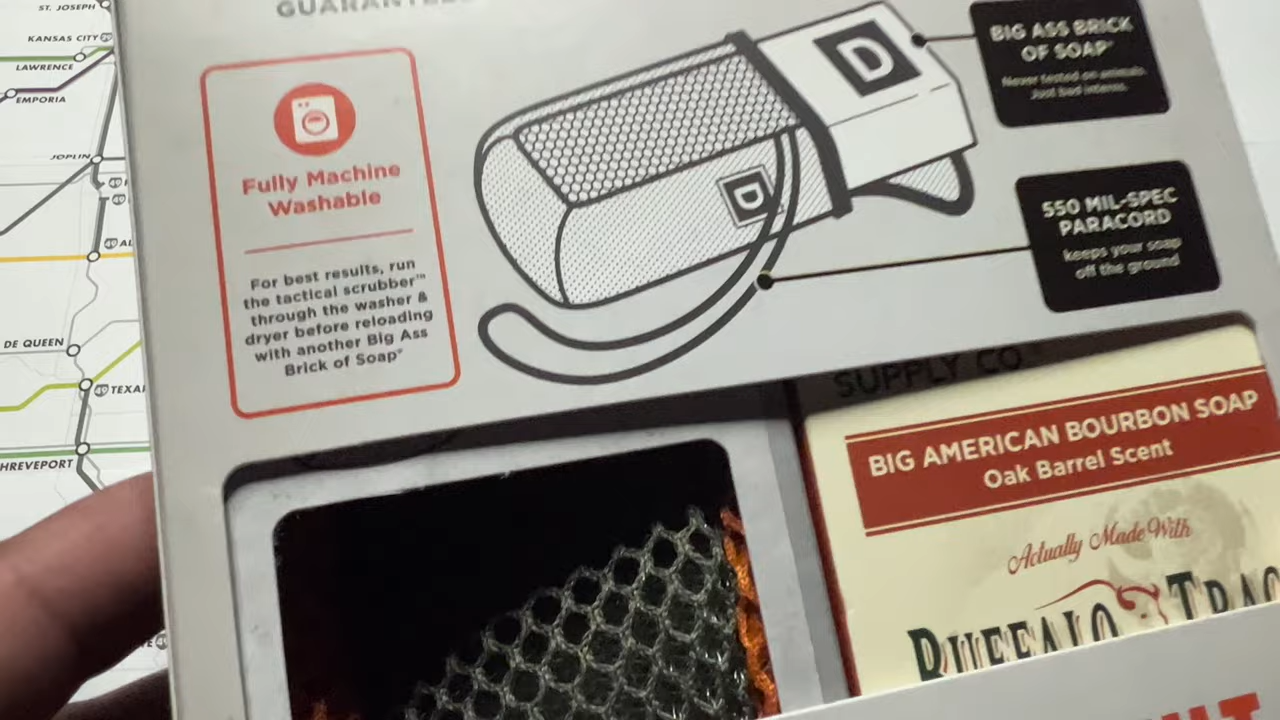 ST. JOSEPH
KANSAS CITY
LAWRENCE
EMPORIA
JOPLIN
DE QUEEN
SHREVEPORT
Fully Machine
Washable
For best results, run
the tactical scrubber™
through the washer &
dryer before reloading
with another Big Ass
Brick of Soap®
D
D
BIG ASS BRICK
OF SOAP®
Never tested on animals.
Just bad intents.
550 MIL-SPEC
PARACORD
keeps your soap
off the ground
SUPPLY CO.
BIG AMERICAN BOURBON SOAP
Oak Barrel Scent
Actually Made With
BUFFALO TRAC